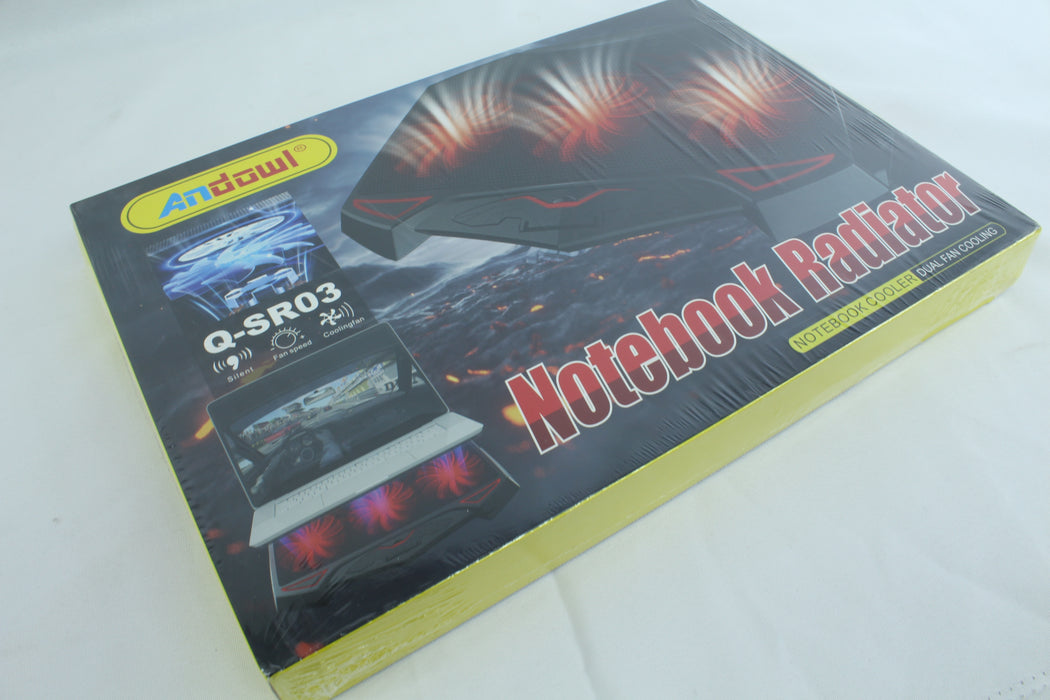 Andowl®
Q-SR03
Silent
Fan speed
Coolingfan
Notebook Radiator
NOTEBOOK COOLER
DUAL FAN COOLING